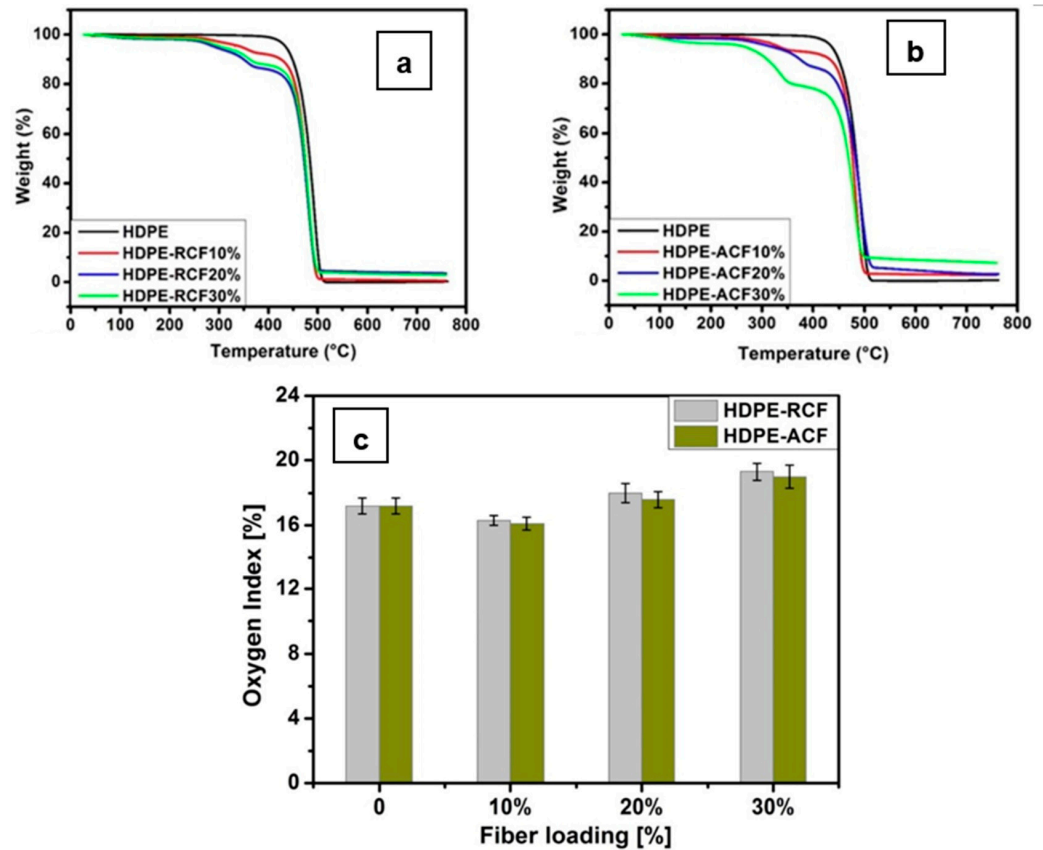 a
Weight (%)
100
80
60
40
20
0
HDPE
HDPE-RCF10%
HDPE-RCF20%
HDPE-RCF30%
0 100 200 300 400 500 600 700 800
Temperature (°C)
b
Weight (%)
100
80
60
40
20
0
HDPE
HDPE-ACF10%
HDPE-ACF20%
HDPE-ACF30%
0 100 200 300 400 500 600 700 800
Temperature (°C)
c
Oxygen Index [%]
24
20
16
12
8
4
0
HDPE-RCF
HDPE-ACF
0 10% 20% 30%
Fiber loading [%]